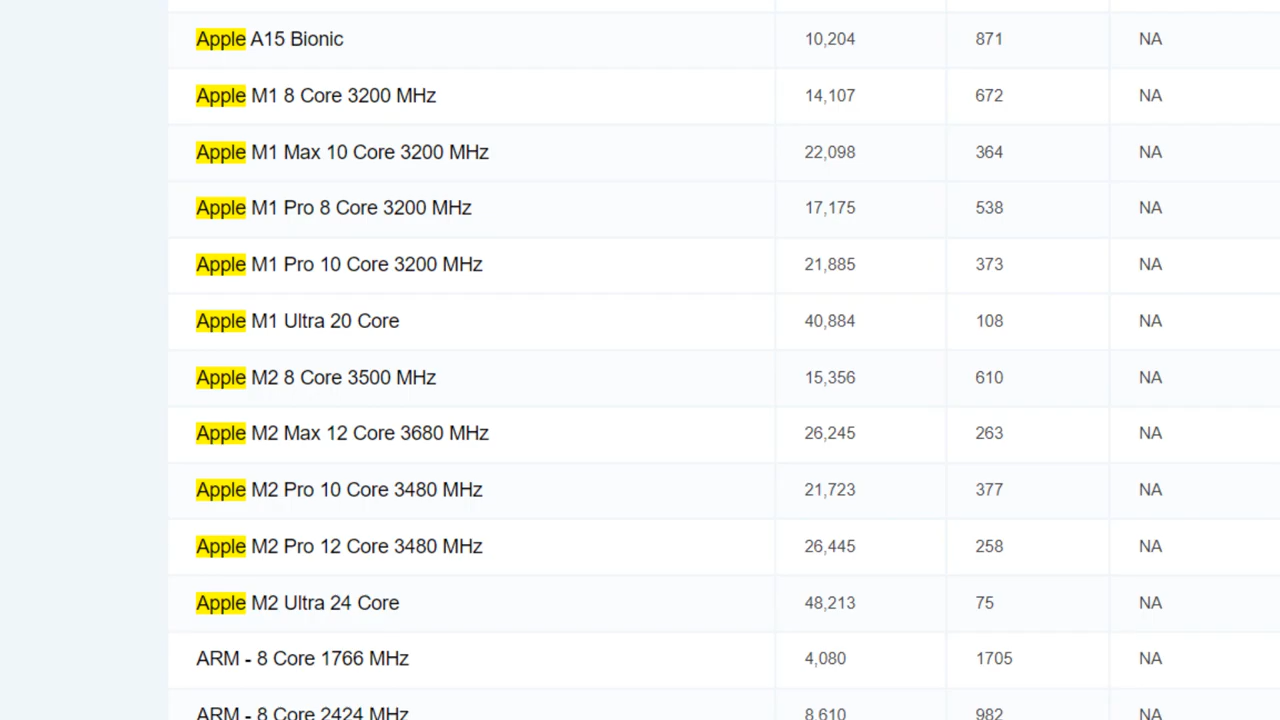 Apple A15 Bionic 10,204 871 NA
Apple M1 8 Core 3200 MHz 14,107 672 NA
Apple M1 Max 10 Core 3200 MHz 22,098 364 NA
Apple M1 Pro 8 Core 3200 MHz 17,175 538 NA
Apple M1 Pro 10 Core 3200 MHz 21,885 373 NA
Apple M1 Ultra 20 Core 40,884 108 NA
Apple M2 8 Core 3500 MHz 15,356 610 NA
Apple M2 Max 12 Core 3680 MHz 26,245 263 NA
Apple M2 Pro 10 Core 3480 MHz 21,723 377 NA
Apple M2 Pro 12 Core 3480 MHz 26,445 258 NA
Apple M2 Ultra 24 Core 48,213 75 NA
ARM - 8 Core 1766 MHz 4,080 1705 NA
ARM - 8 Core 2424 MHz 8,610 982 NA